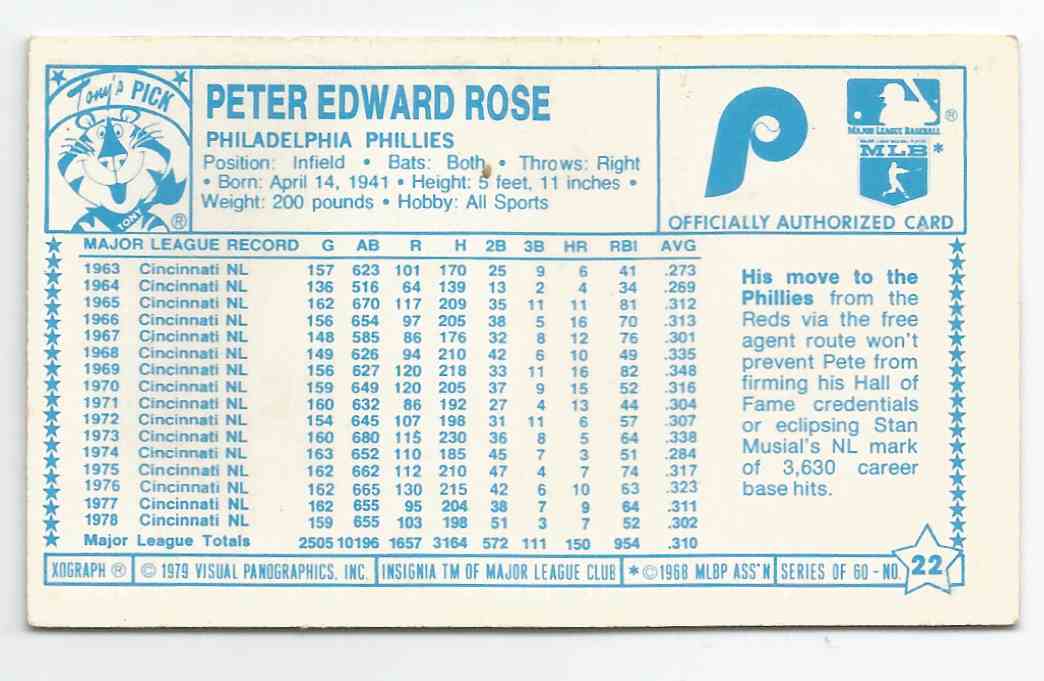 Tony's PICK
TONY
®
PETER EDWARD ROSE
PHILADELPHIA PHILLIES
Position: Infield • Bats: Both • Throws: Right
• Born: April 14, 1941 • Height: 5 feet, 11 inches •
Weight: 200 pounds • Hobby: All Sports
P
®
MAJOR LEAGUE BASEBALL
MLB *
OFFICIALLY AUTHORIZED CARD
MAJOR LEAGUE RECORD G AB R H 2B 3B HR RBI AVG
1963 Cincinnati NL 157 623 101 170 25 9 6 41 .273
1964 Cincinnati NL 136 516 64 139 13 2 4 34 .269
1965 Cincinnati NL 162 670 117 209 35 11 11 81 .312
1966 Cincinnati NL 156 654 97 205 38 5 16 70 .313
1967 Cincinnati NL 148 585 86 176 32 8 12 76 .301
1968 Cincinnati NL 149 626 94 210 42 6 10 49 .335
1969 Cincinnati NL 156 627 120 218 33 11 16 82 .348
1970 Cincinnati NL 159 649 120 205 37 9 15 52 .316
1971 Cincinnati NL 160 632 86 192 27 4 13 44 .304
1972 Cincinnati NL 154 645 107 198 31 11 6 57 .307
1973 Cincinnati NL 160 680 115 230 36 8 5 64 .338
1974 Cincinnati NL 163 652 110 185 45 7 3 51 .284
1975 Cincinnati NL 162 662 112 210 47 4 7 74 .317
1976 Cincinnati NL 162 665 130 215 42 6 10 63 .323
1977 Cincinnati NL 162 655 95 204 38 7 9 64 .311
1978 Cincinnati NL 159 655 103 198 51 3 7 52 .302
Major League Totals 2505 10196 1657 3164 572 111 150 954 .310
His move to the
Phillies from the
Reds via the free
agent route won't
prevent Pete from
firming his Hall of
Fame credentials
or eclipsing Stan
Musial's NL mark
of 3,630 career
base hits.
XOGRAPH ® © 1979 VISUAL PANOGRAPHICS, INC. INSIGNIA TM OF MAJOR LEAGUE CLUB * © 1968 MLBP ASS'N SERIES OF 60 - NO. 22